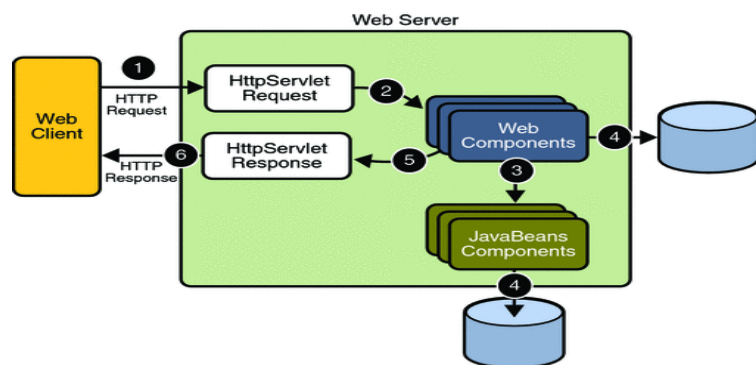 Web Server
1
HttpServlet
Request
2
Web
Client
HTTP
Request
Web
Components
4
6
HttpServlet
Response
5
HTTP
Response
3
JavaBeans
Components
4